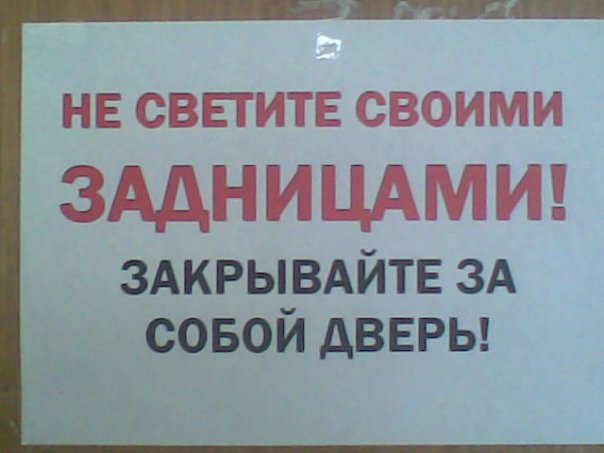 НЕ СВЕТИТЕ СВОИМИ
ЗАДНИЦАМИ!
ЗАКРЫВАЙТЕ ЗА
СОБОЙ ДВЕРЬ!